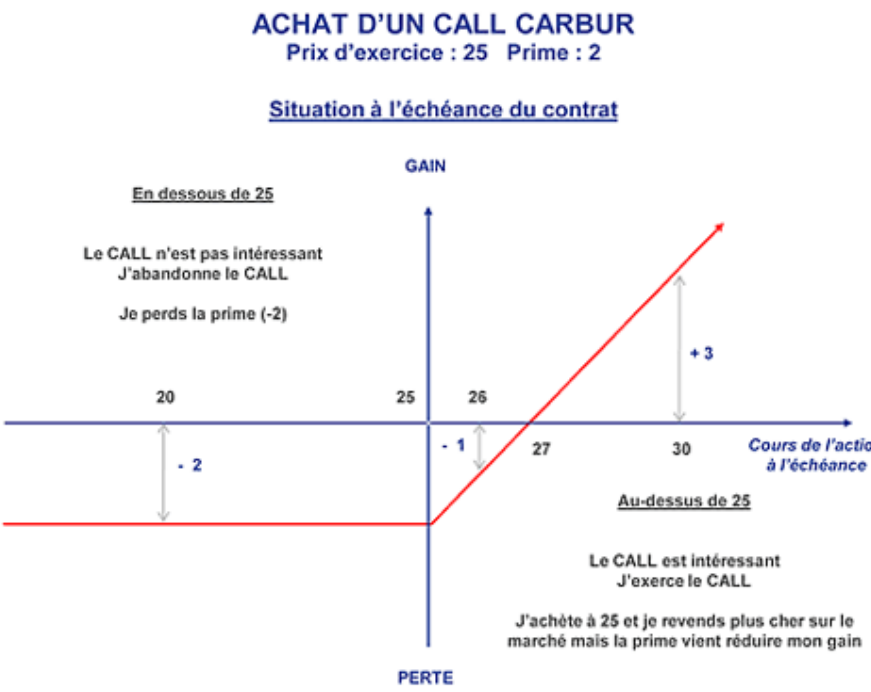 ACHAT D'UN CALL CARBUR
Prix d'exercice : 25 Prime : 2
Situation à l'échéance du contrat
GAIN
En dessous de 25
Le CALL n'est pas intéressant
J'abandonne le CALL
Je perds la prime (-2)
+ 3
20
25
26
- 2
- 1
27
30
Cours de l'actio
à l'échéance
Au-dessus de 25
Le CALL est intéressant
J'exerce le CALL
J'achète à 25 et je revends plus cher sur le
marché mais la prime vient réduire mon gain
PERTE